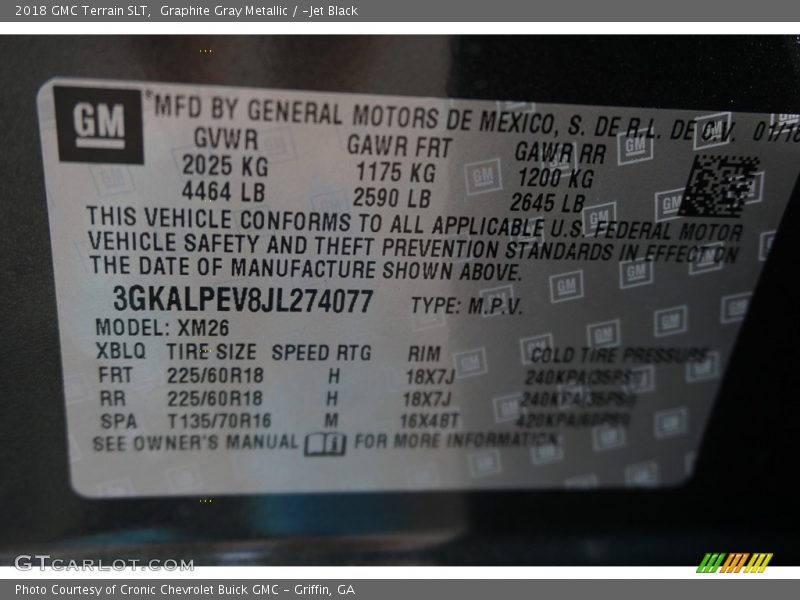 2018 GMC Terrain SLT,  Graphite Gray Metallic / -Jet Black
GM
MFD BY GENERAL MOTORS DE MEXICO, S. DE R.L. DE C.V. 01/18
GVWR GAWR FRT GAWR RR
2025 KG 1175 KG 1200 KG
4464 LB 2590 LB 2645 LB
THIS VEHICLE CONFORMS TO ALL APPLICABLE U.S. FEDERAL MOTOR
VEHICLE SAFETY AND THEFT PREVENTION STANDARDS IN EFFECT ON
THE DATE OF MANUFACTURE SHOWN ABOVE.
3GKALPEV8JL274077 TYPE: M.P.V.
MODEL: XM26
XBLQ TIRE SIZE SPEED RTG RIM COLD TIRE PRESSURE
FRT 225/60R18 H 18X7J 240KPA(35PSI)
RR 225/60R18 H 18X7J 240KPA(35PSI)
SPA T135/70R16 M 16X4BT 420KPA(60PSI)
SEE OWNER'S MANUAL FOR MORE INFORMATION.
GTCARLOT.COM
Photo Courtesy of Cronic Chevrolet Buick GMC - Griffin, GA